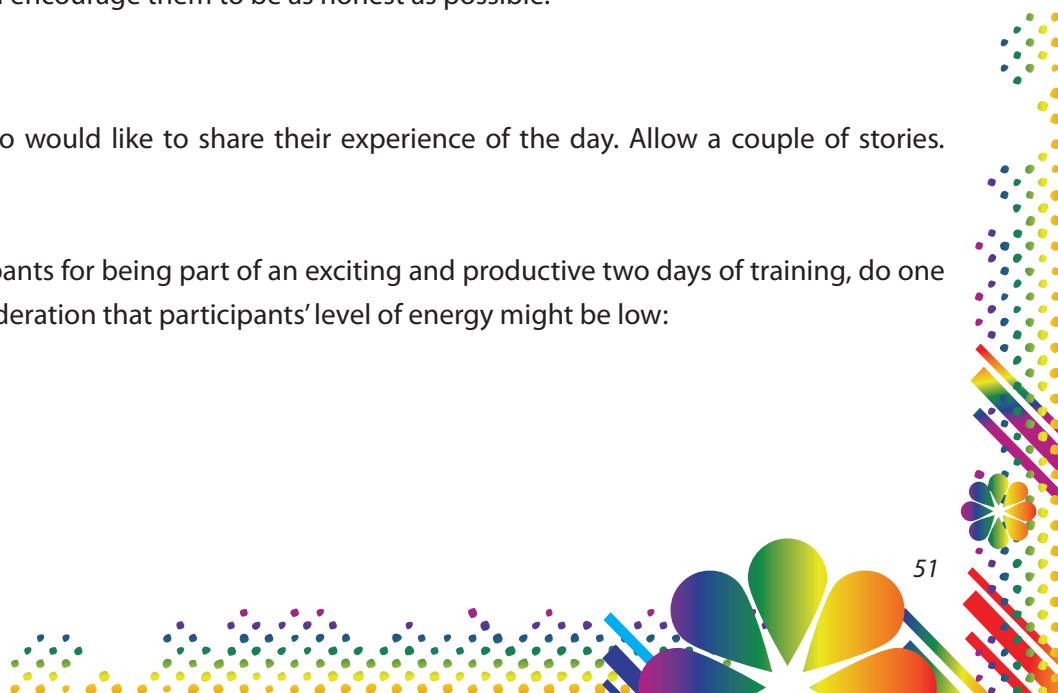 encourage them to be as honest as possible.
would like to share their experience of the day. Allow a couple of stories.
for being part of an exciting and productive two days of training, do one
that participants’ level of energy might be low:
51